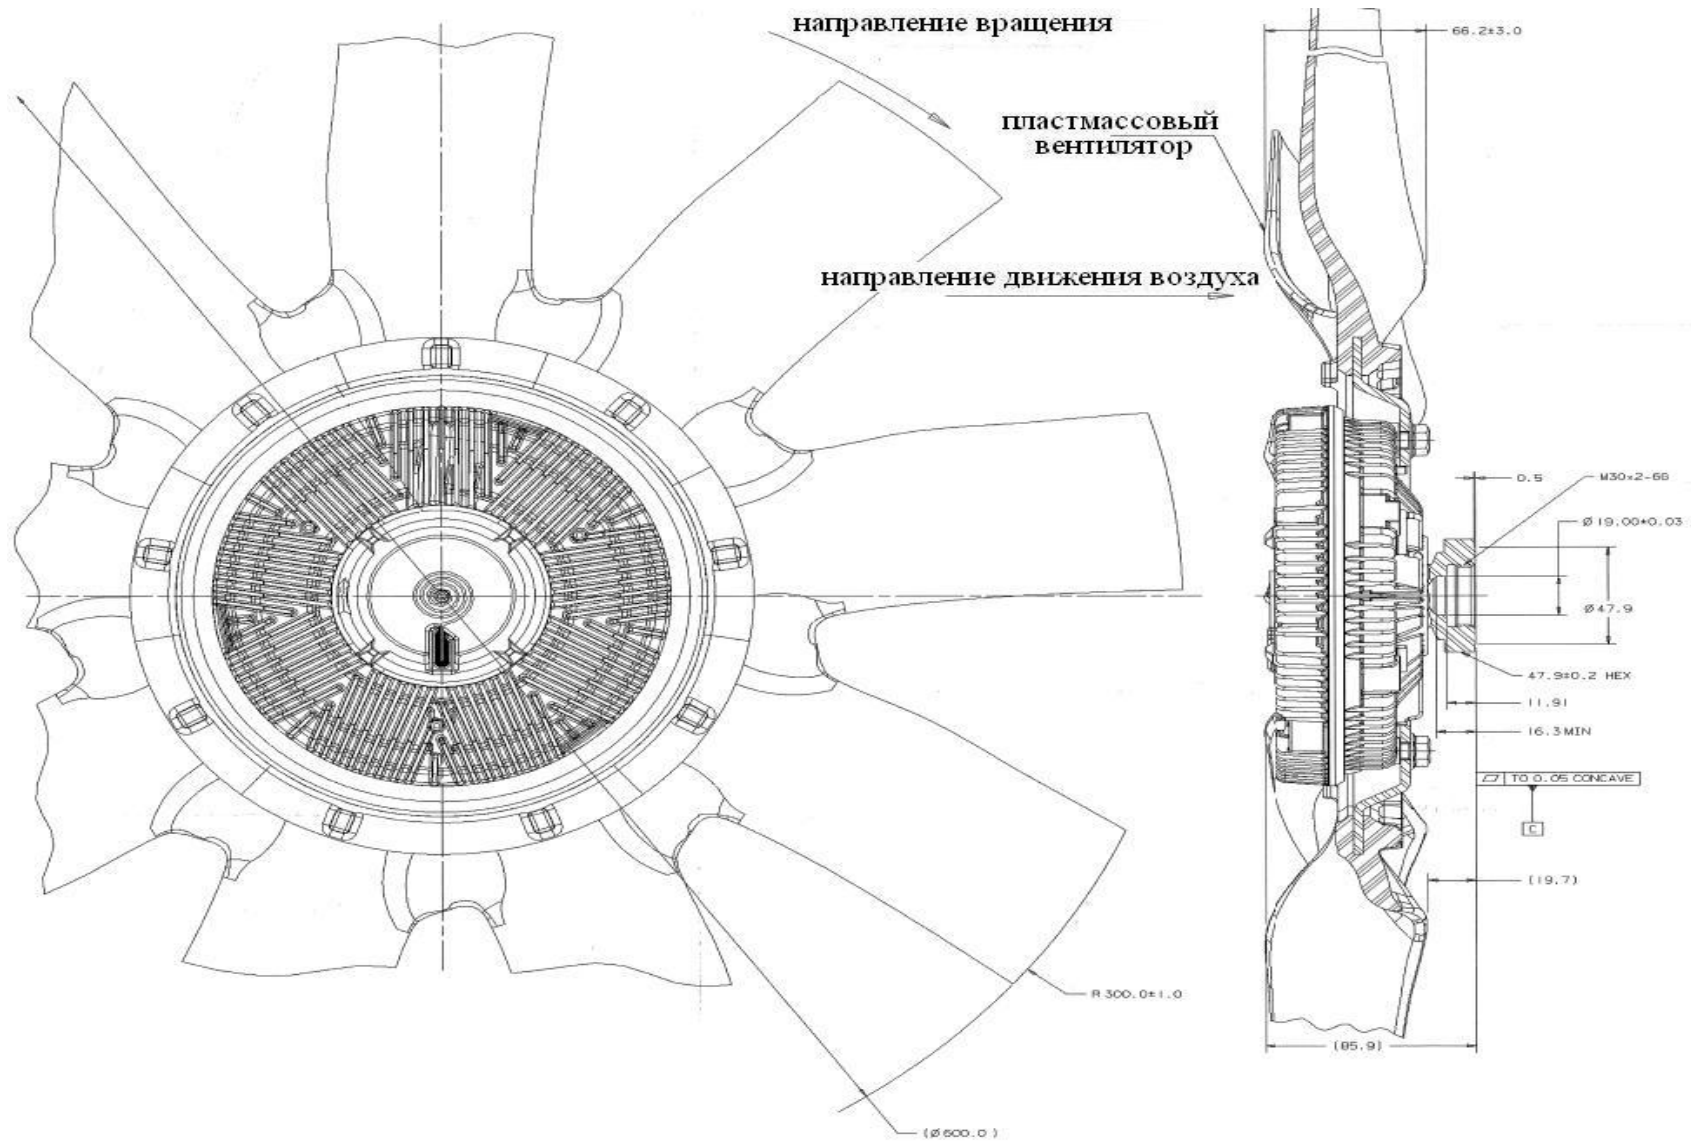 направление вращения
66.2±3.0
пластмассовый
вентилятор
направление движения воздуха
0.5
M30x2-6G
Ø19.00±0.03
Ø47.9
47.9±0.2 HEX
11.91
16.3 MIN
TO 0.05 CONCAVE
C
(19.7)
R300.0±1.0
(85.9)
(Ø600.0)